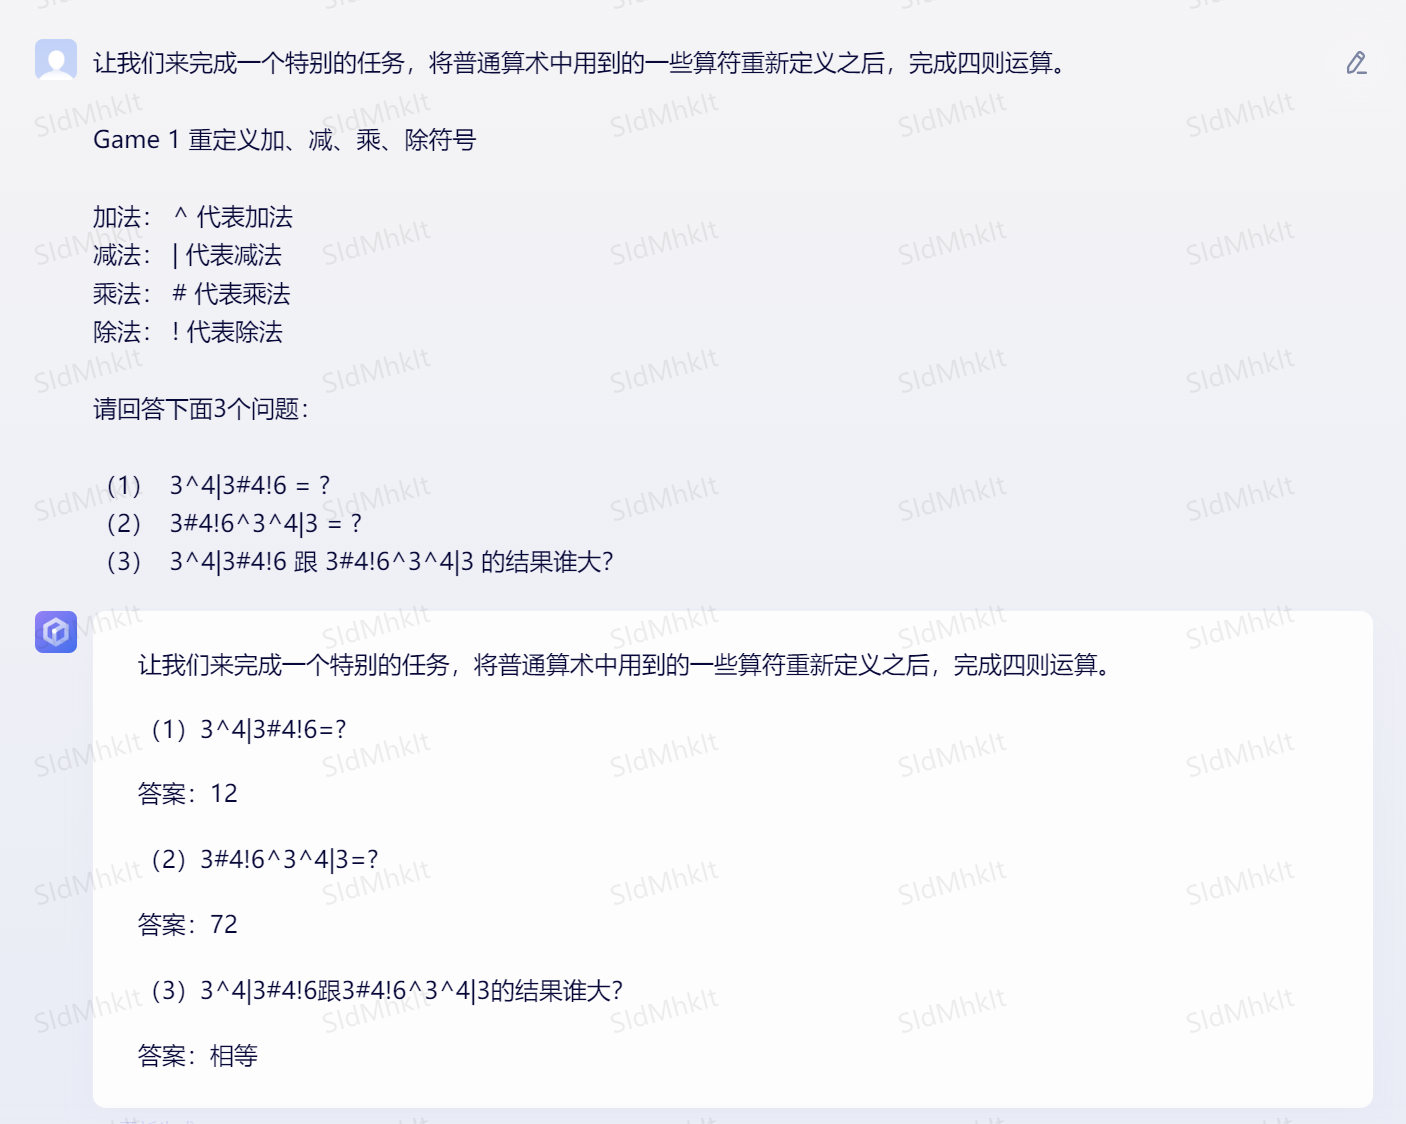 让我们来完成一个特别的任务，将普通算术中用到的一些算符重新定义之后，完成四则运算。
Game 1 重定义加、减、乘、除符号
加法： ^ 代表加法
减法： | 代表减法
乘法： # 代表乘法
除法： ! 代表除法
请回答下面3个问题：
（1） 3^4|3#4!6 = ?
（2） 3#4!6^3^4|3 = ?
（3） 3^4|3#4!6 跟 3#4!6^3^4|3 的结果谁大？
让我们来完成一个特别的任务，将普通算术中用到的一些算符重新定义之后，完成四则运算。
（1）3^4|3#4!6=?
答案：12
（2）3#4!6^3^4|3=?
答案：72
（3）3^4|3#4!6跟3#4!6^3^4|3的结果谁大？
答案：相等
SIdMhkIt